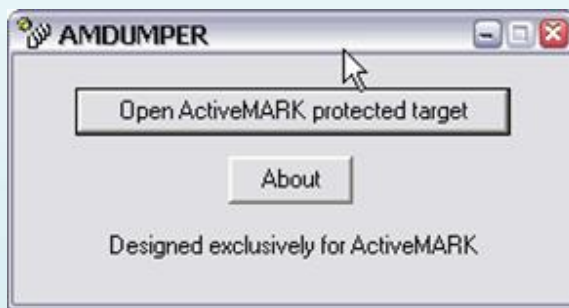 AMDUMPER
Open ActiveMARK protected target
About
Designed exclusively for ActiveMARK